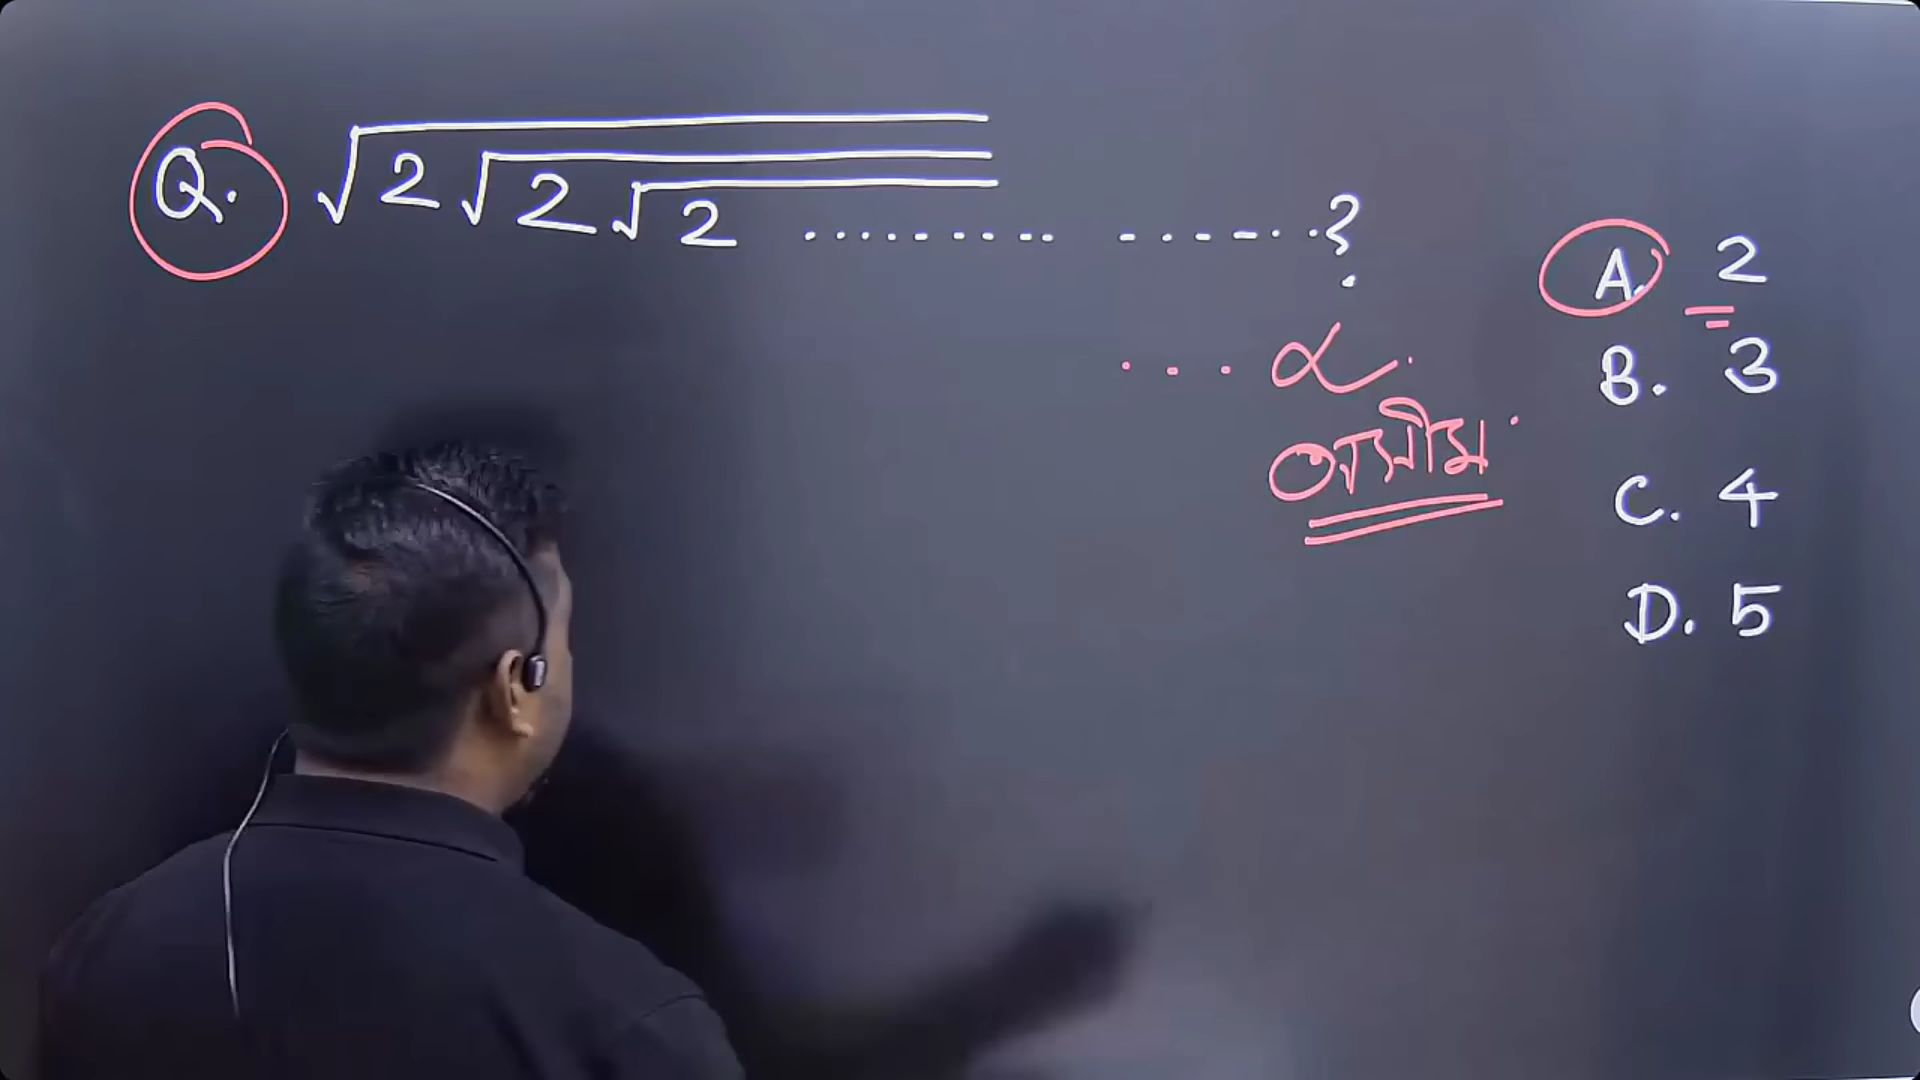 Q. √2√2√2 ................?
A. 2
B. 3
... α.
অসীম
C. 4
D. 5